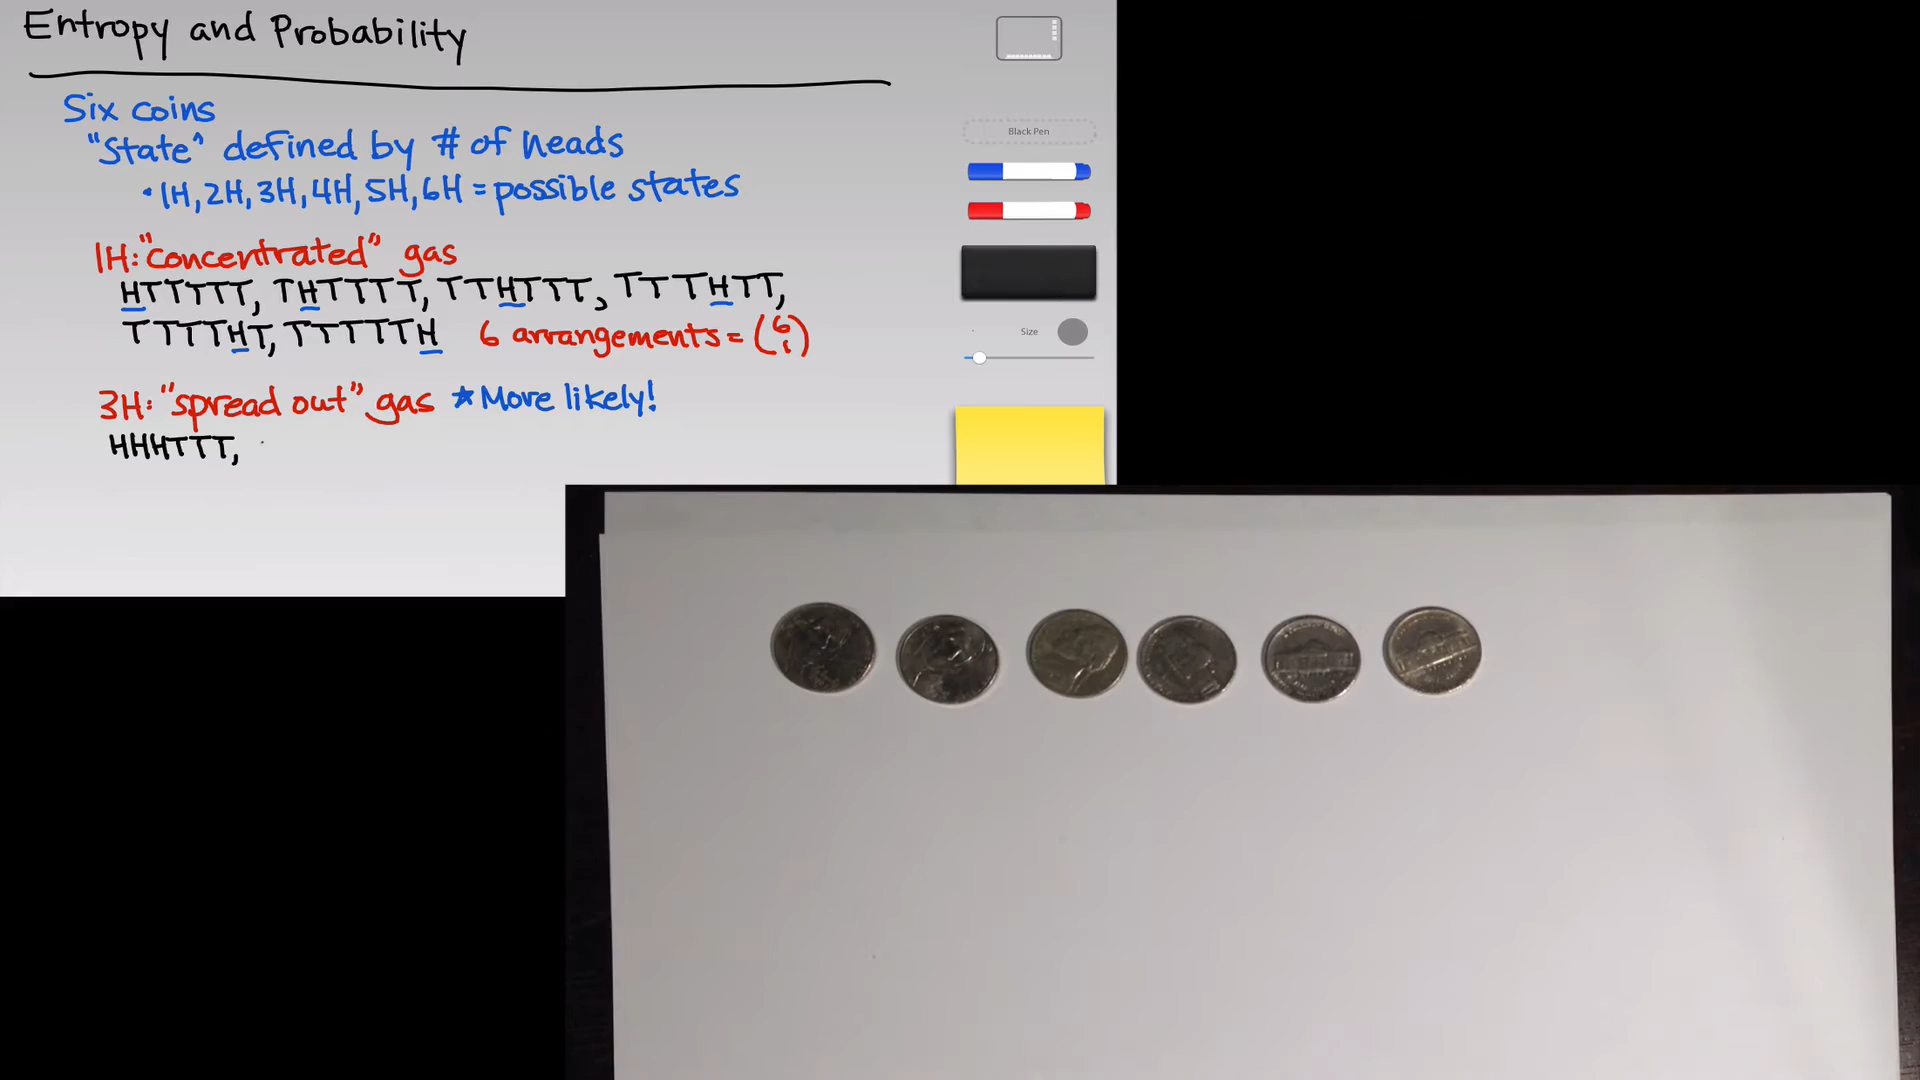 Entropy and Probability
Six coins
"State" defined by # of heads
• 1H, 2H, 3H, 4H, 5H, 6H = possible states
1H: "concentrated" gas
HTTTTT, THTTTT, TTHTTT, TTTHTT,
TTTTHT, TTTTTH 6 arrangements = (6 1)
3H: "spread out" gas ★ More likely!
HHHTTT,
Black Pen
Size